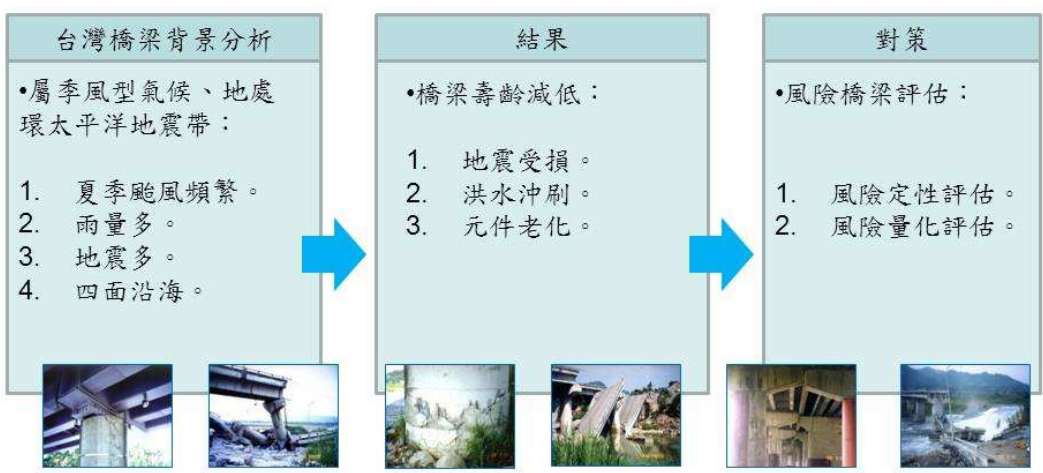 台灣橋梁背景分析
•屬季風型氣候、地處
環太平洋地震帶：
1. 夏季颱風頻繁。
2. 雨量多。
3. 地震多。
4. 四面沿海。
結果
•橋梁壽齡減低：
1. 地震受損。
2. 洪水沖刷。
3. 元件老化。
對策
•風險橋梁評估：
1. 風險定性評估。
2. 風險量化評估。